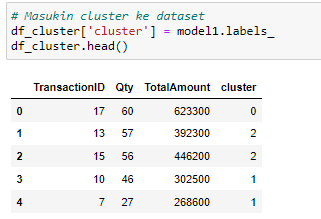 # Masukin cluster ke dataset
df_cluster['cluster'] = model1.labels_
df_cluster.head()
TransactionID Qty TotalAmount cluster
0 17 60 623300 0
1 13 57 392300 2
2 15 56 446200 2
3 10 46 302500 1
4 7 27 268600 1